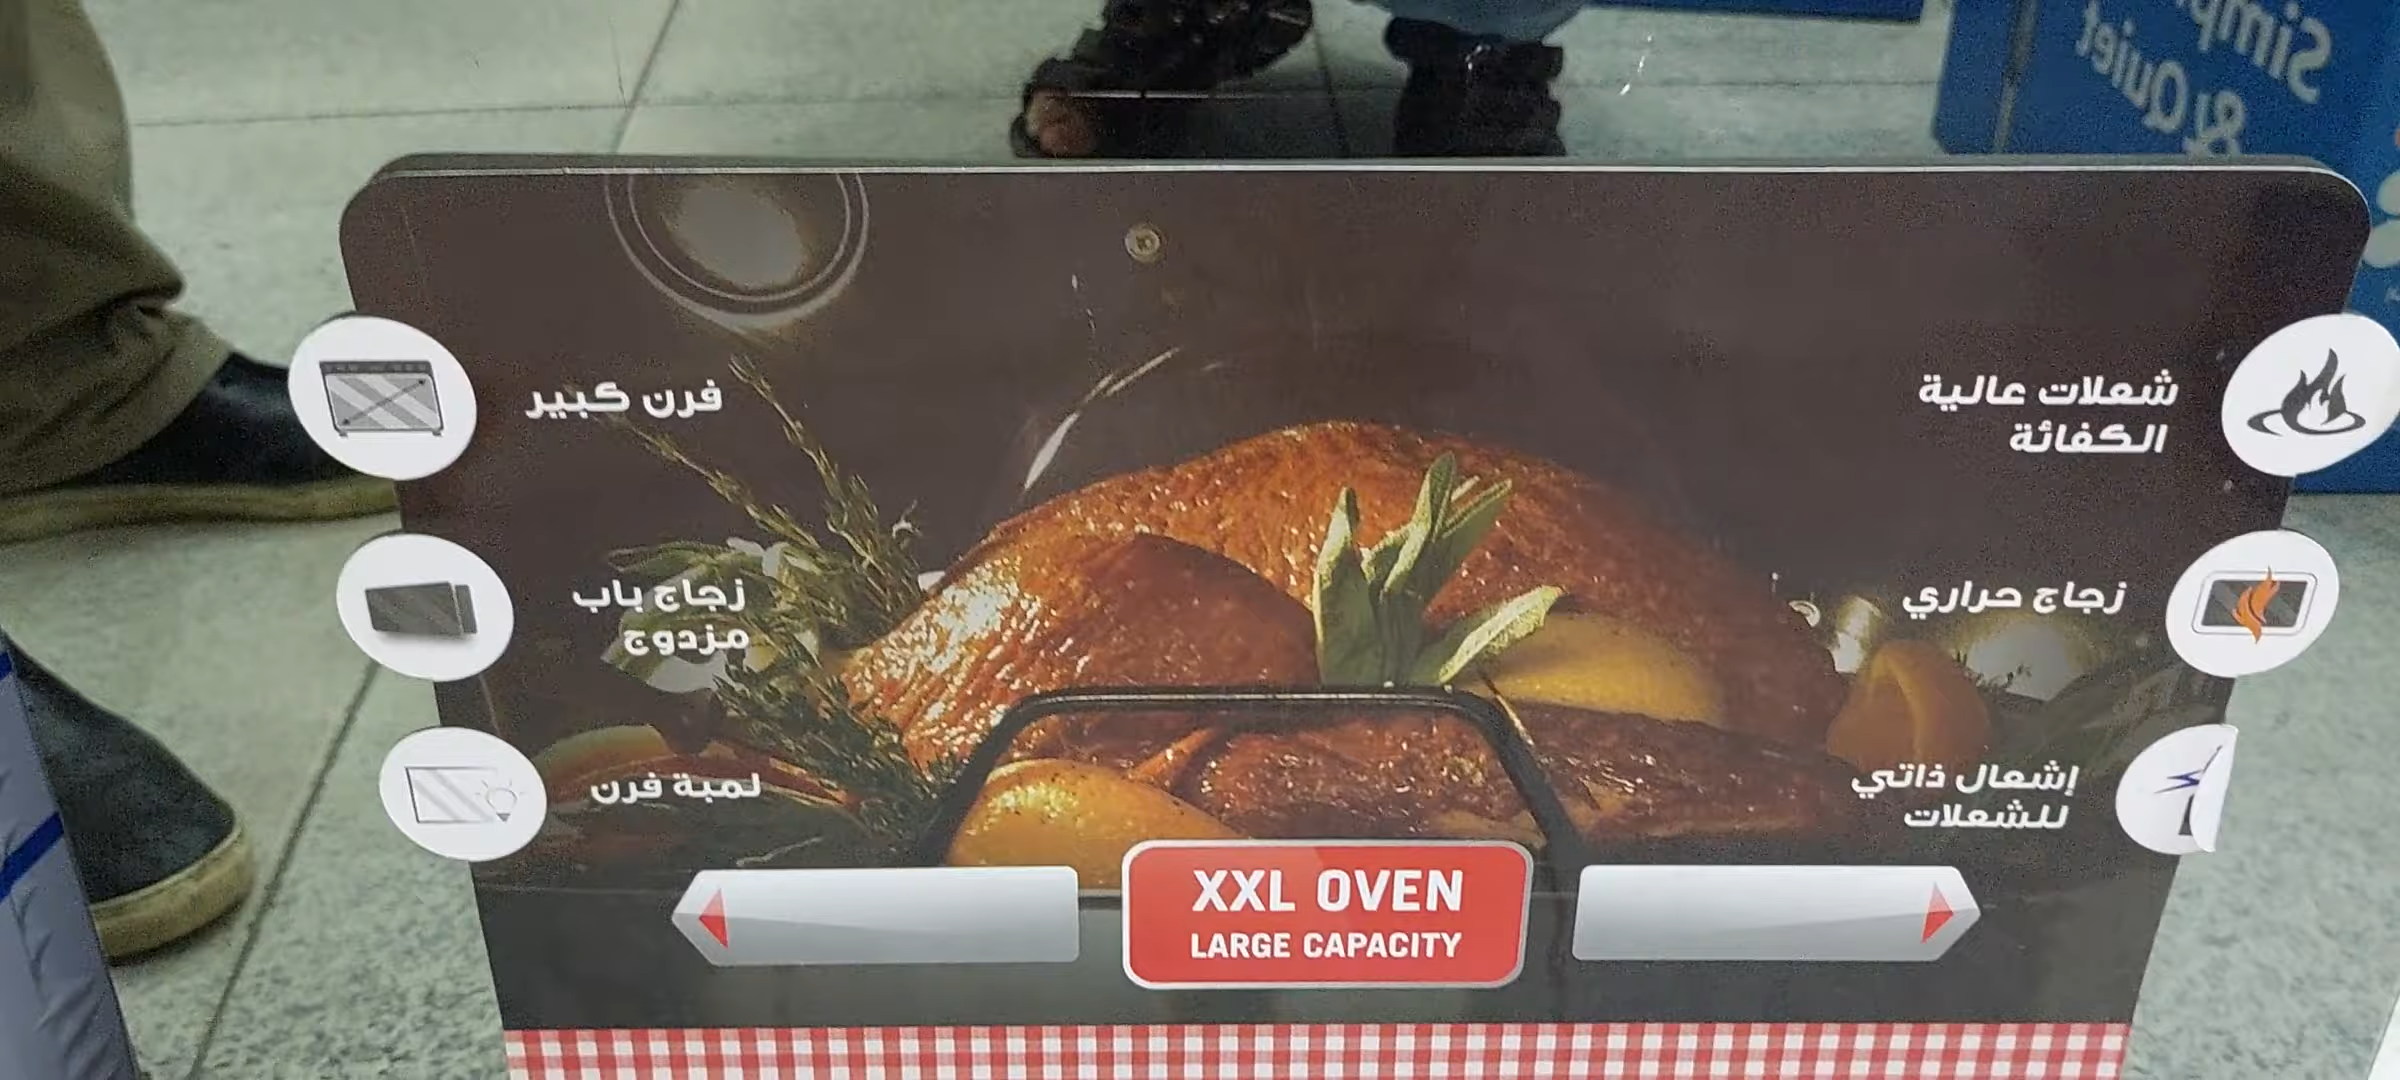 Simpl
& Quiet
شعلات عالية
الكفائة
فرن كبير
زجاج حراري
زجاج باب
مزدوج
إشعال ذاتي
للشعلات
لمبة فرن
XXL OVEN
LARGE CAPACITY